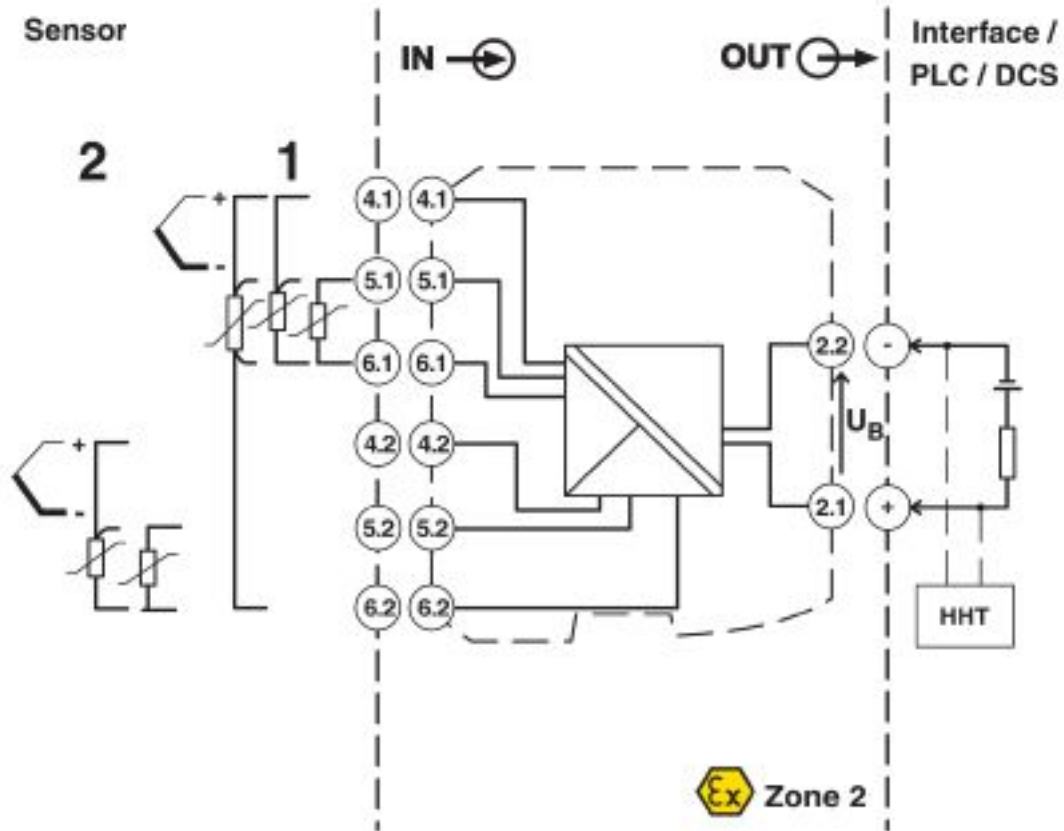 Sensor
IN
OUT
Interface /
PLC / DCS
2
1
+
-
4.1 4.1
5.1 5.1
6.1 6.1
2.2
-
U_B
+
-
4.2 4.2
2.1
+
5.2 5.2
6.2 6.2
HHT
Ex Zone 2